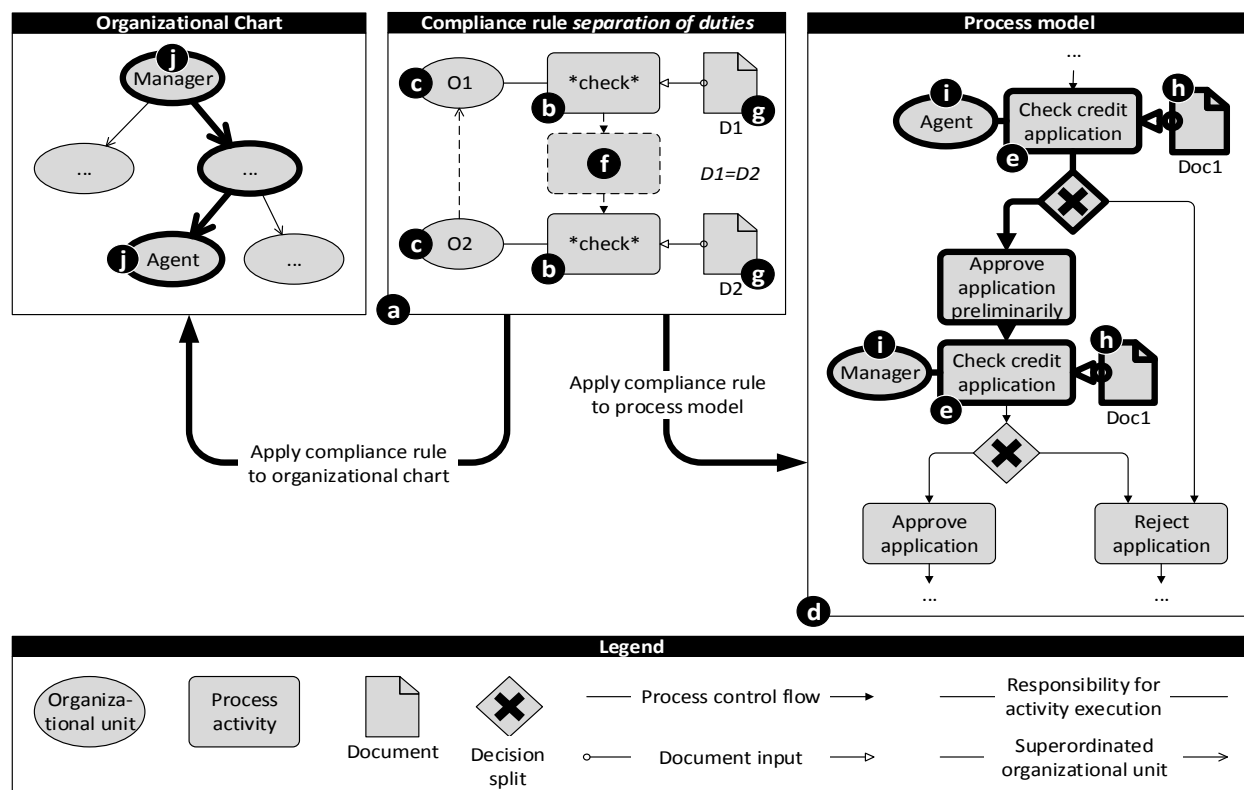 Organizational Chart
j
Manager
...
...
j
Agent
...
Compliance rule separation of duties
c
O1
*check*
b
D1
g
f
D1=D2
c
O2
*check*
b
D2
g
a
Process model
...
i
Agent
Check credit
application
e
h
Doc1
Approve
application
preliminarily
i
Manager
Check credit
application
e
h
Doc1
Approve
application
Reject
application
...
...
d
Apply compliance rule
to process model
Apply compliance rule
to organizational chart
Legend
Organiza-
tional unit
Process
activity
Document
Decision
split
Process control flow
Document input
Responsibility for
activity execution
Superordinated
organizational unit